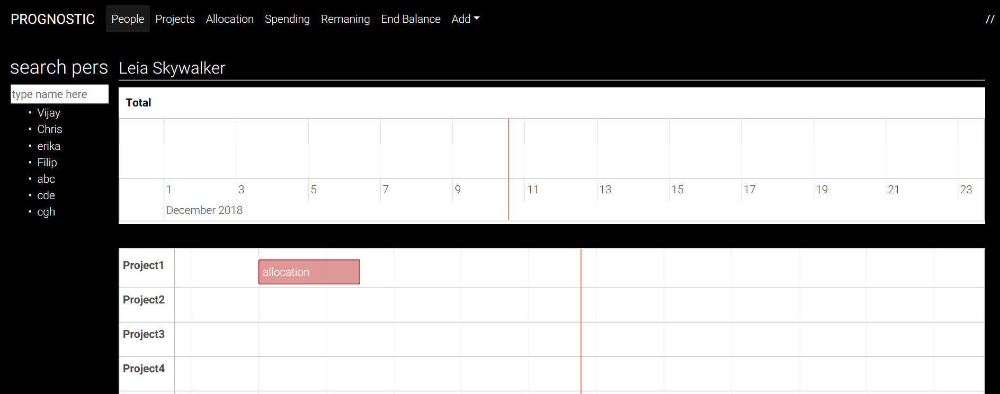 PROGNOSTIC People Projects Allocation Spending Remaning End Balance Add //
search pers
type name here
• Vijay
• Chris
• erika
• Filip
• abc
• cde
• cgh
Leia Skywalker
Total
1 3 5 7 9 11 13 15 17 19 21 23
December 2018
Project1 allocation
Project2
Project3
Project4